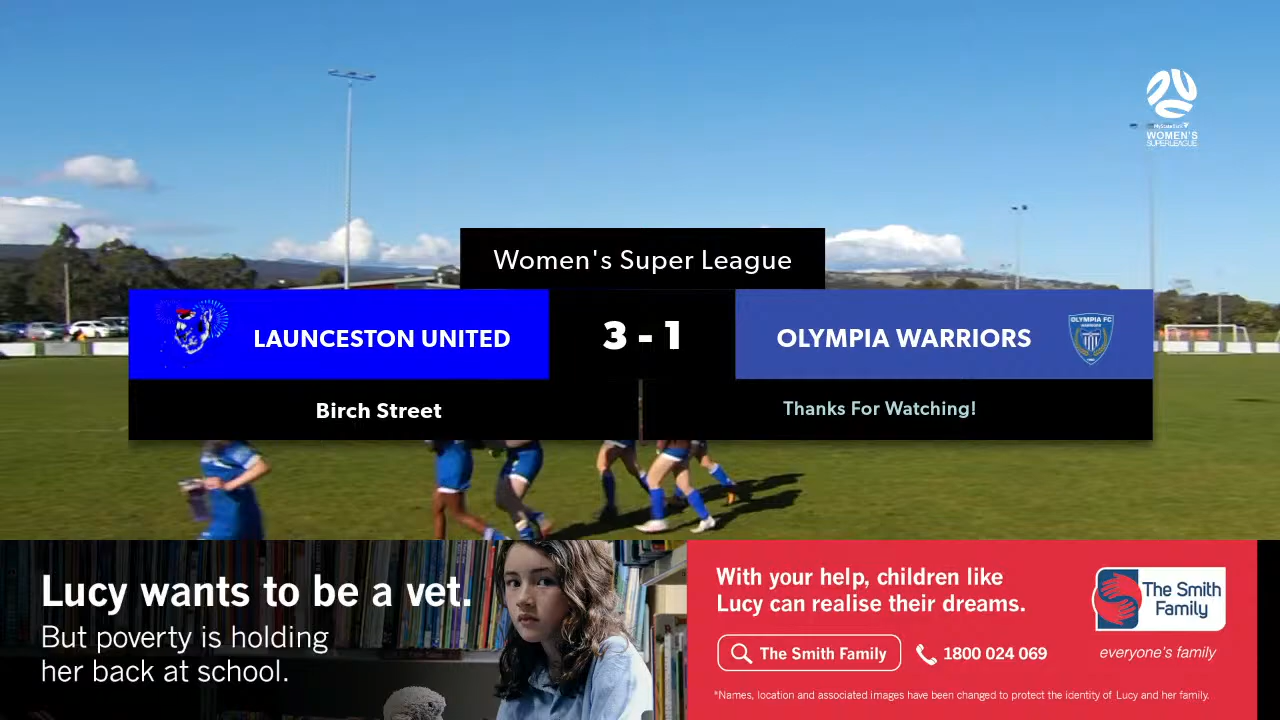 WOMEN'S
SUPERLEAGUE
Women's Super League
LAUNCESTON UNITED
3 - 1
OLYMPIA WARRIORS
OLYMPIA FC
WARRIORS
Birch Street
Thanks For Watching!
Lucy wants to be a vet.
But poverty is holding
her back at school.
With your help, children like
Lucy can realise their dreams.
The Smith Family
1800 024 069
The Smith
Family
everyone's family
*Names, location and associated images have been changed to protect the identity of Lucy and her family.